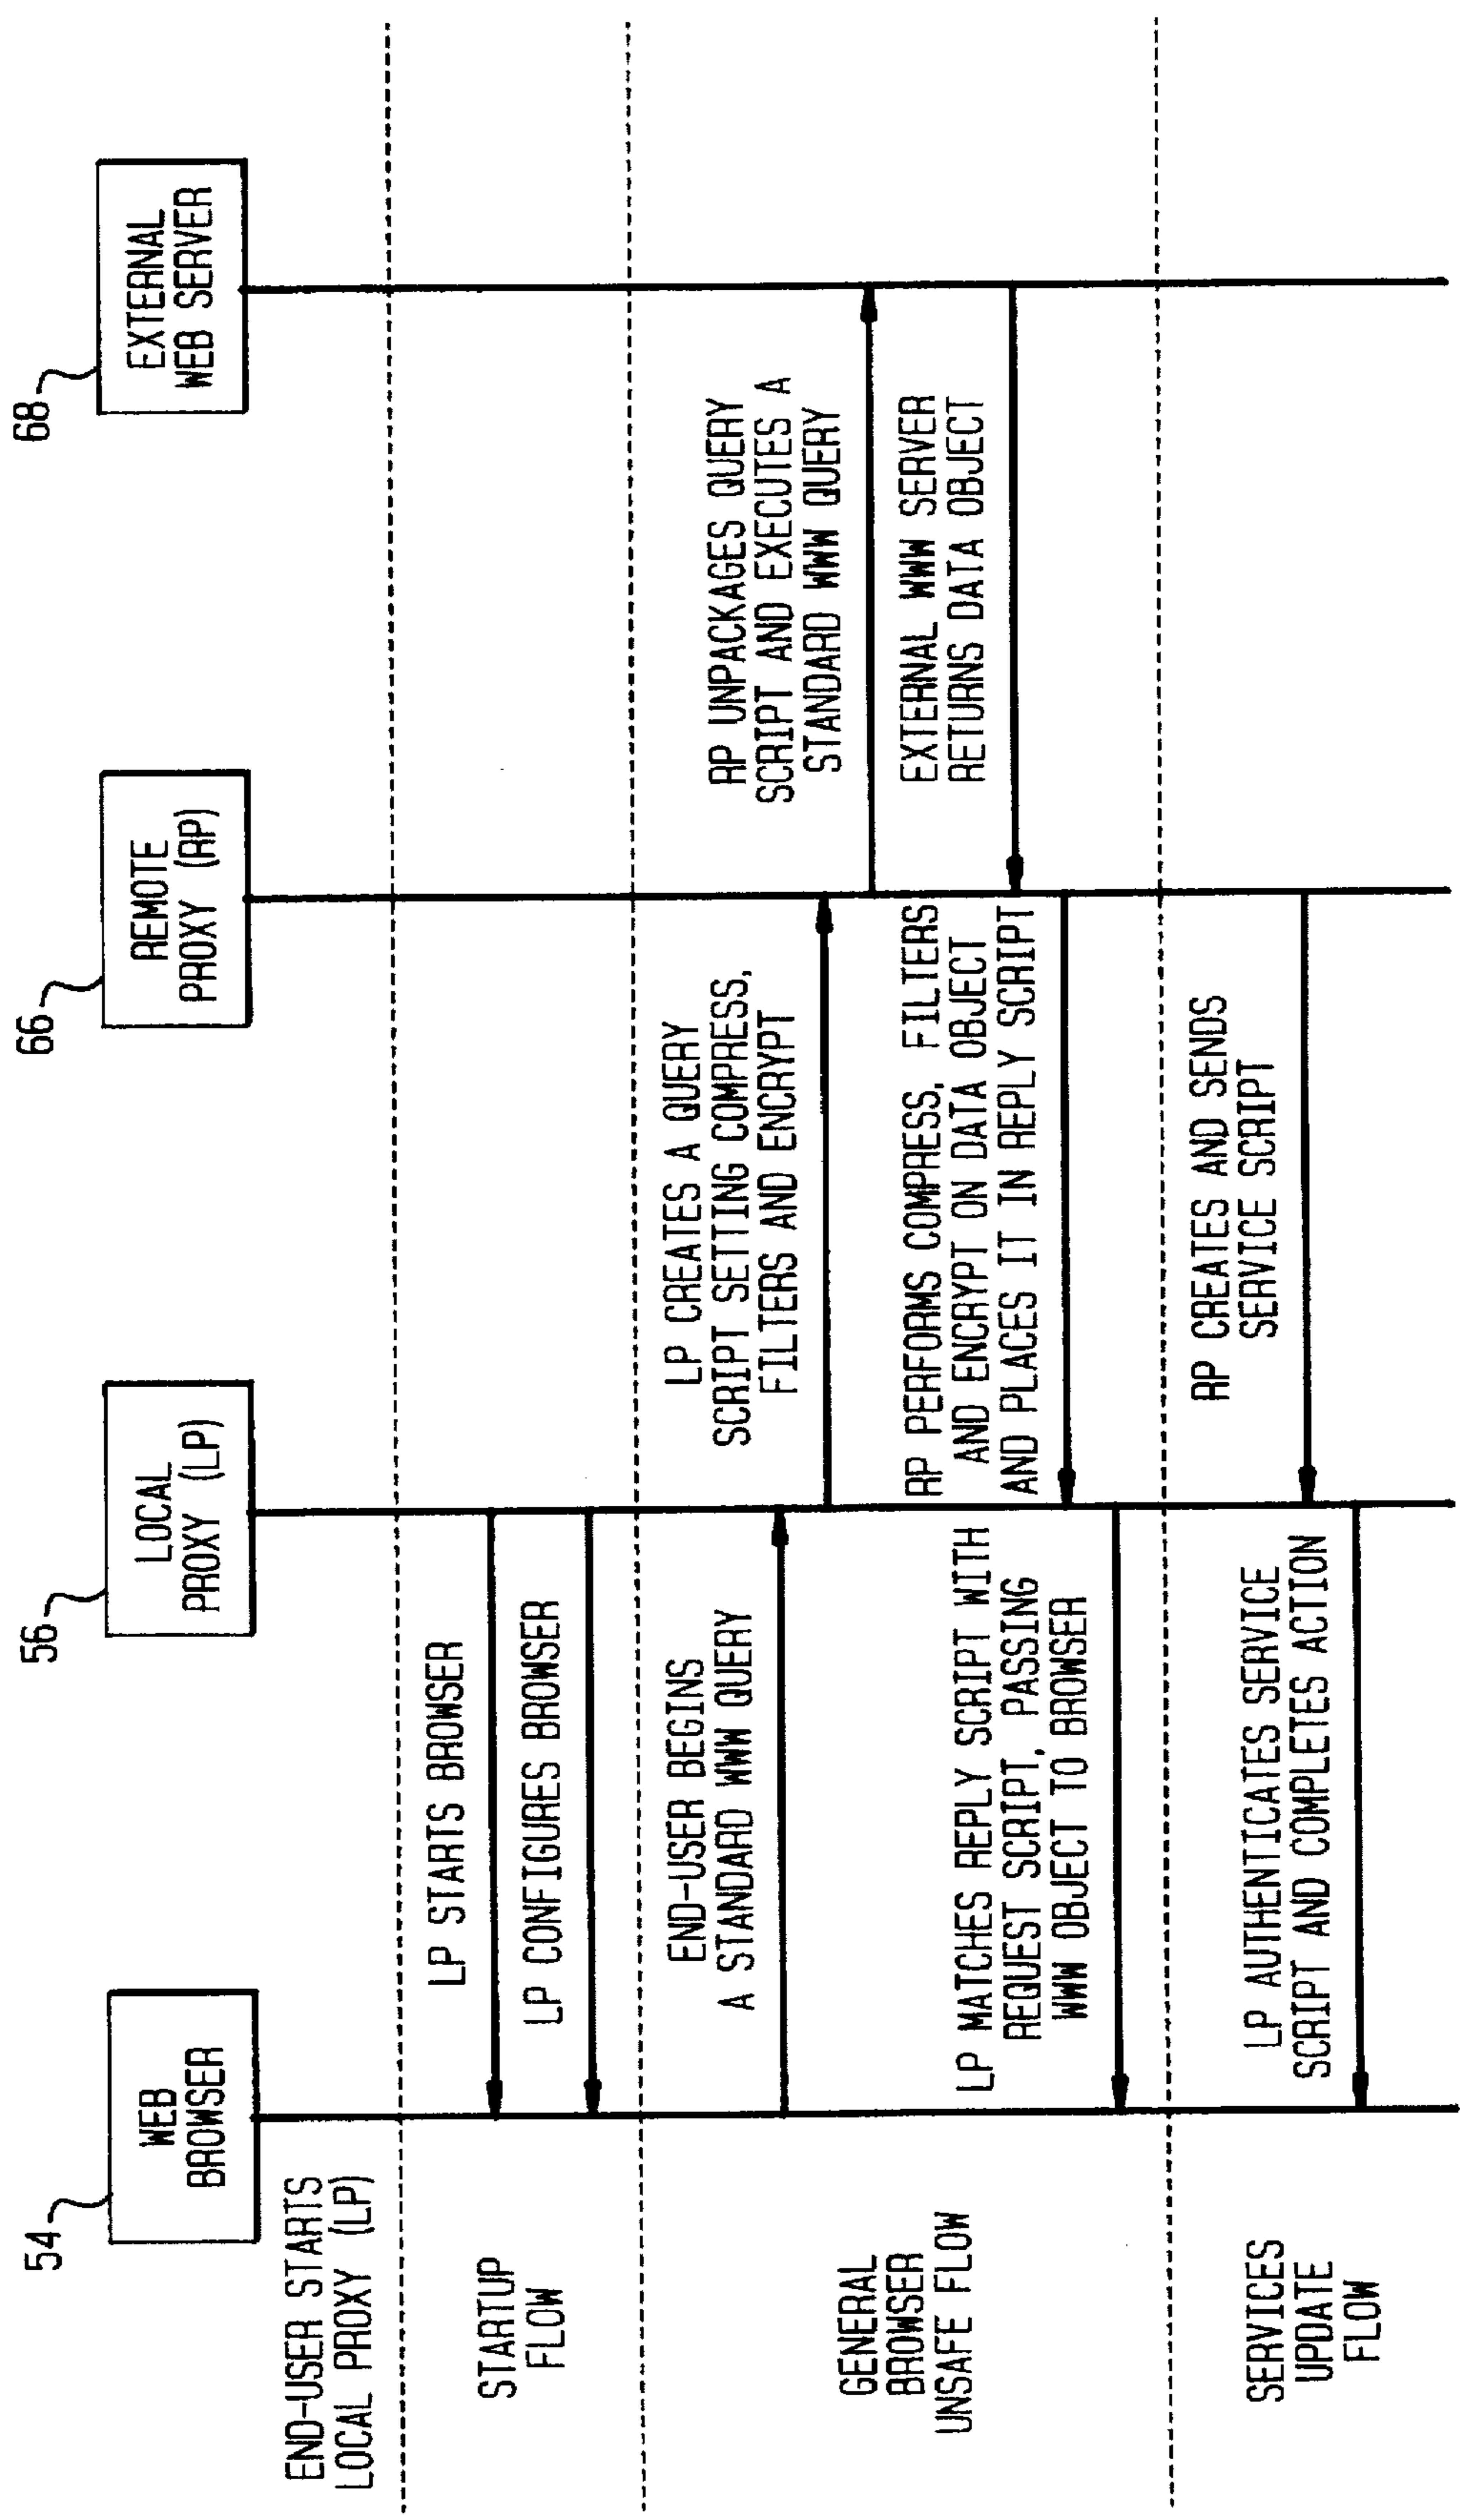 54
WEB
BROWSER
56
LOCAL
PROXY (LP)
66
REMOTE
PROXY (RP)
68
EXTERNAL
WEB SERVER
END-USER STARTS
LOCAL PROXY (LP)
STARTUP
FLOW
LP STARTS BROWSER
LP CONFIGURES BROWSER
GENERAL
BROWSER
UNSAFE FLOW
END-USER BEGINS
A STANDARD WWW QUERY
LP CREATES A QUERY
SCRIPT SETTING COMPRESS,
FILTERS AND ENCRYPT
RP UNPACKAGES QUERY
SCRIPT AND EXECUTES A
STANDARD WWW QUERY
EXTERNAL WWW SERVER
RETURNS DATA OBJECT
RP PERFORMS COMPRESS, FILTERS
AND ENCRYPT ON DATA OBJECT
AND PLACES IT IN REPLY SCRIPT
LP MATCHES REPLY SCRIPT WITH
REQUEST SCRIPT, PASSING
WWW OBJECT TO BROWSER
SERVICES
UPDATE
FLOW
RP CREATES AND SENDS
SERVICE SCRIPT
LP AUTHENTICATES SERVICE
SCRIPT AND COMPLETES ACTION